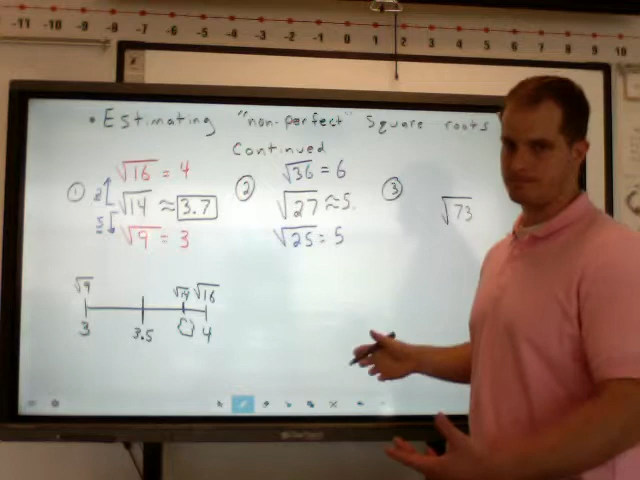 -11 -10 -9 -8 -7 -6 -5 -4 -3 -2 -1 0 1 2 3 4 5 6 7 8 9 10
• Estimating "non-perfect" Square roots
Continued
① √16 = 4
√14 ≈ 3.7
√9 = 3
② √36 = 6
√27 ≈ 5.
√25 = 5
③ √73
√9 √14 √16
3 3.5 4